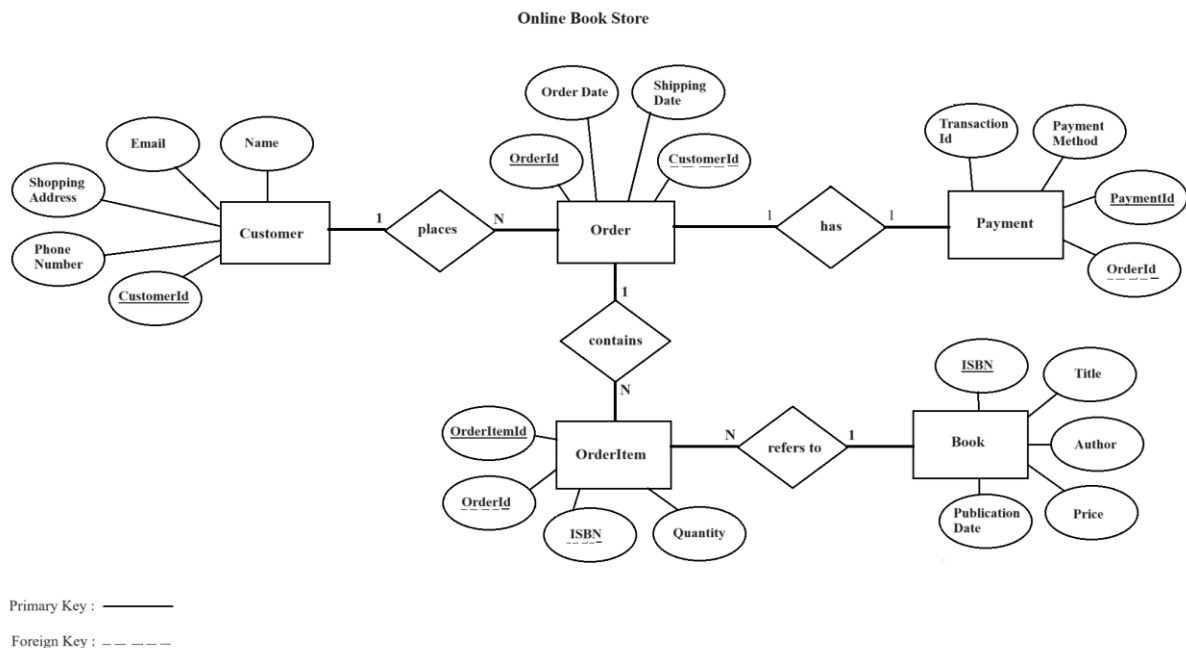 Online Book Store
Order Date
Shipping
Date
Email
Name
OrderId
CustomerId
Transaction
Id
Payment
Method
Shopping
Address
PaymentId
Phone
Number
CustomerId
Customer
1
places
N
Order
1
has
1
Payment
OrderId
1
contains
N
OrderItemId
OrderId
ISBN
Quantity
OrderItem
N
refers to
1
Book
ISBN
Title
Author
Price
Publication
Date
Primary Key :
Foreign Key :